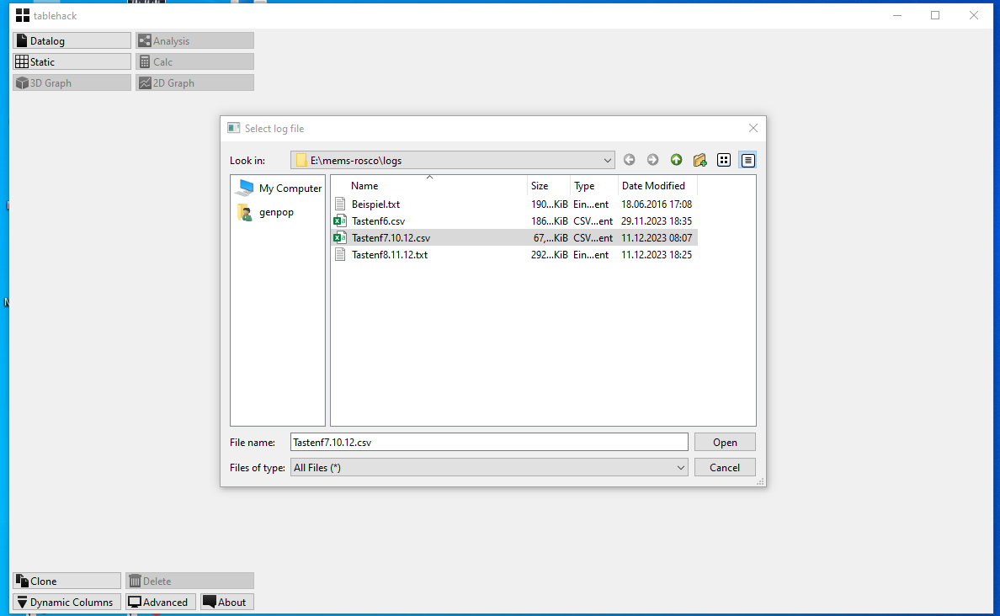 tablehack
Datalog
Analysis
Static
Calc
3D Graph
2D Graph
Select log file
Look in:
E:\mems-rosco\logs
My Computer
genpop
Name Size Type Date Modified
Beispiel.txt 190...KiB Ein...ent 18.06.2016 17:08
Tastenf6.csv 186...KiB CSV...ent 29.11.2023 18:35
Tastenf7.10.12.csv 67,...KiB CSV...ent 11.12.2023 08:07
Tastenf8.11.12.txt 292...KiB Ein...ent 11.12.2023 18:25
File name: Tastenf7.10.12.csv Open
Files of type: All Files (*) Cancel
Clone
Delete
Dynamic Columns
Advanced
About